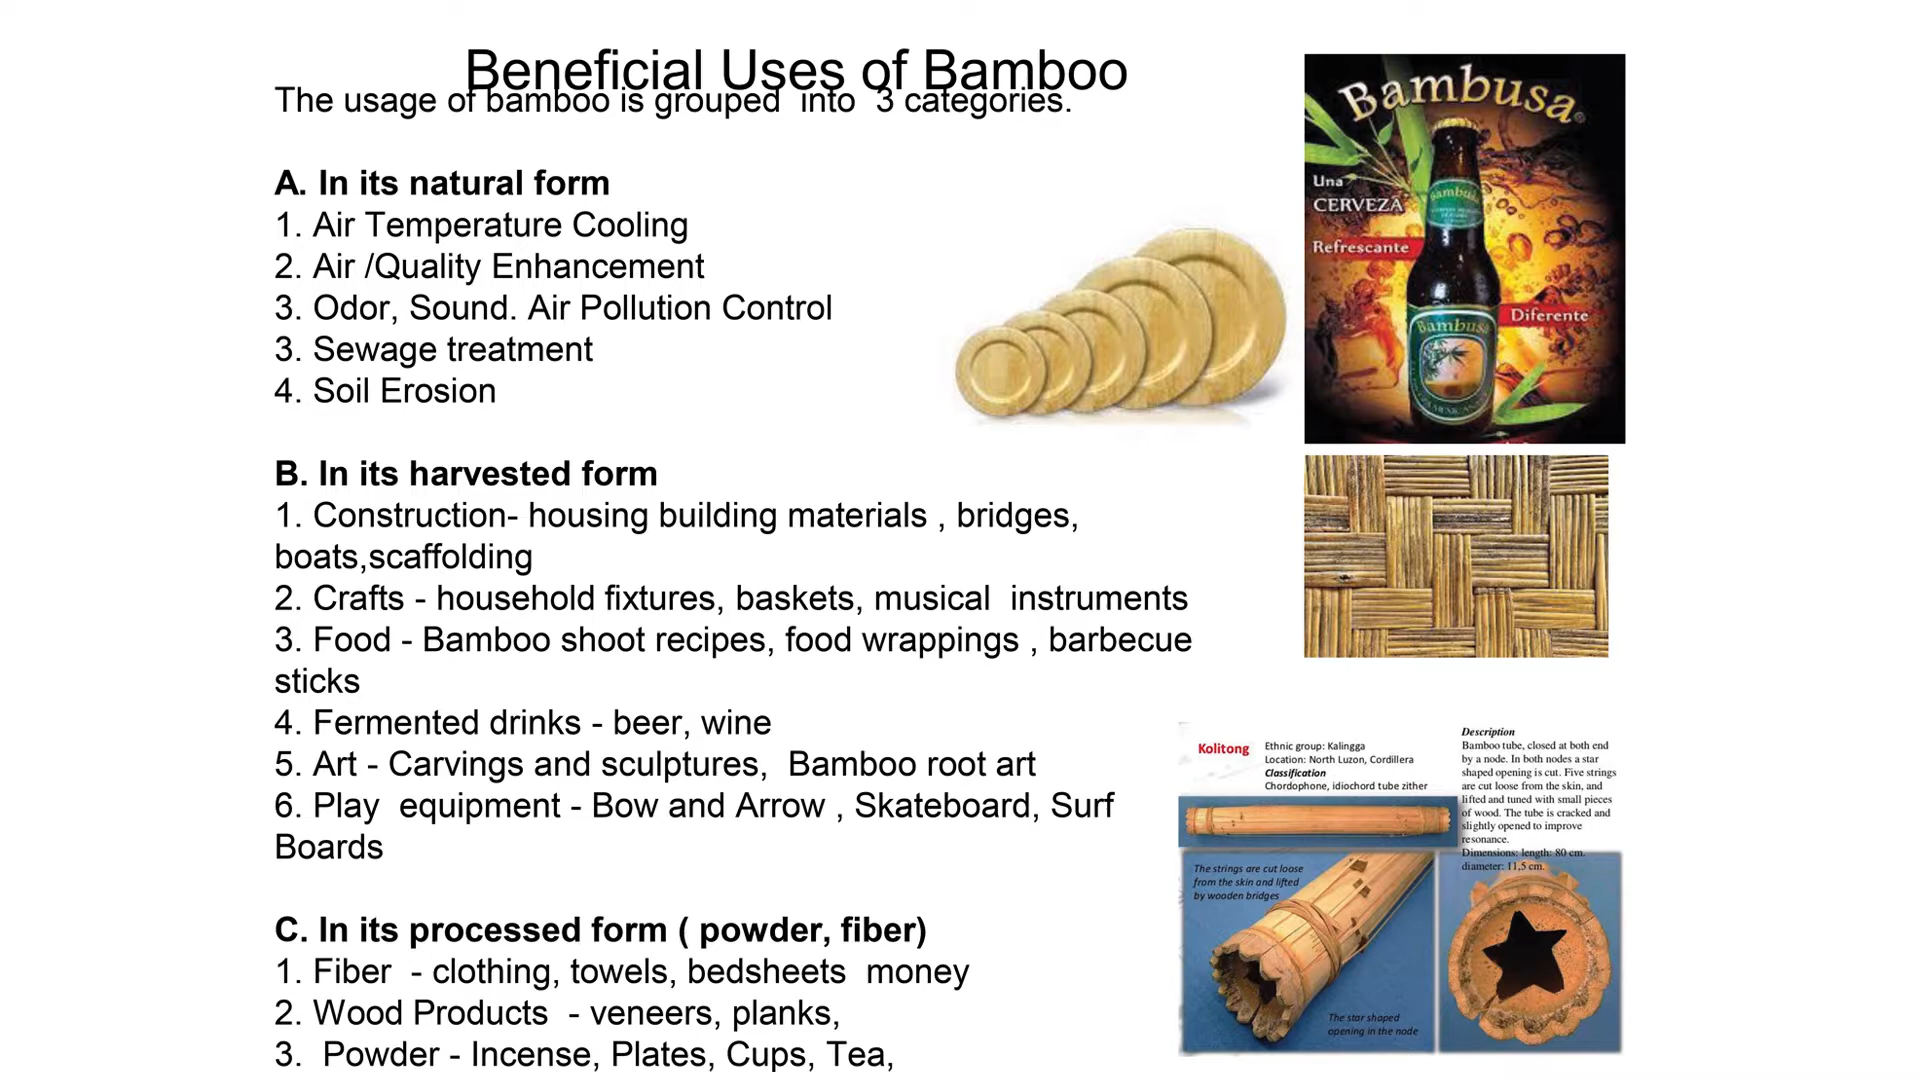 Beneficial Uses of Bamboo
The usage of bamboo is grouped  into  3 categories.
A. In its natural form
1. Air Temperature Cooling
2. Air /Quality Enhancement
3. Odor, Sound. Air Pollution Control
3. Sewage treatment
4. Soil Erosion
B. In its harvested form
1. Construction- housing building materials , bridges,
boats,scaffolding
2. Crafts - household fixtures, baskets, musical  instruments
3. Food - Bamboo shoot recipes, food wrappings , barbecue
sticks
4. Fermented drinks - beer, wine
5. Art - Carvings and sculptures,  Bamboo root art
6. Play  equipment - Bow and Arrow , Skateboard, Surf
Boards
C. In its processed form ( powder, fiber)
1. Fiber  - clothing, towels, bedsheets  money
2. Wood Products  - veneers, planks,
3.  Powder - Incense, Plates, Cups, Tea,
Bambusa®
Una
CERVEZA
Refrescante
Diferente
Bambusa
Bambusa
Kolitong
Ethnic group: Kalingga
Location: North Luzon, Cordillera
Classification
Chordophone, idiochord tube zither
Description
Bamboo tube, closed at both end
by a node. In both nodes a star
shaped opening is cut. Five strings
are cut loose from the skin, and
lifted and tuned with small pieces
of wood. The tube is cracked and
slightly opened to improve
resonance.
Dimensions: length: 80 cm.
diameter: 11,5 cm.
The strings are cut loose
from the skin and lifted
by wooden bridges
The star shaped
opening in the node